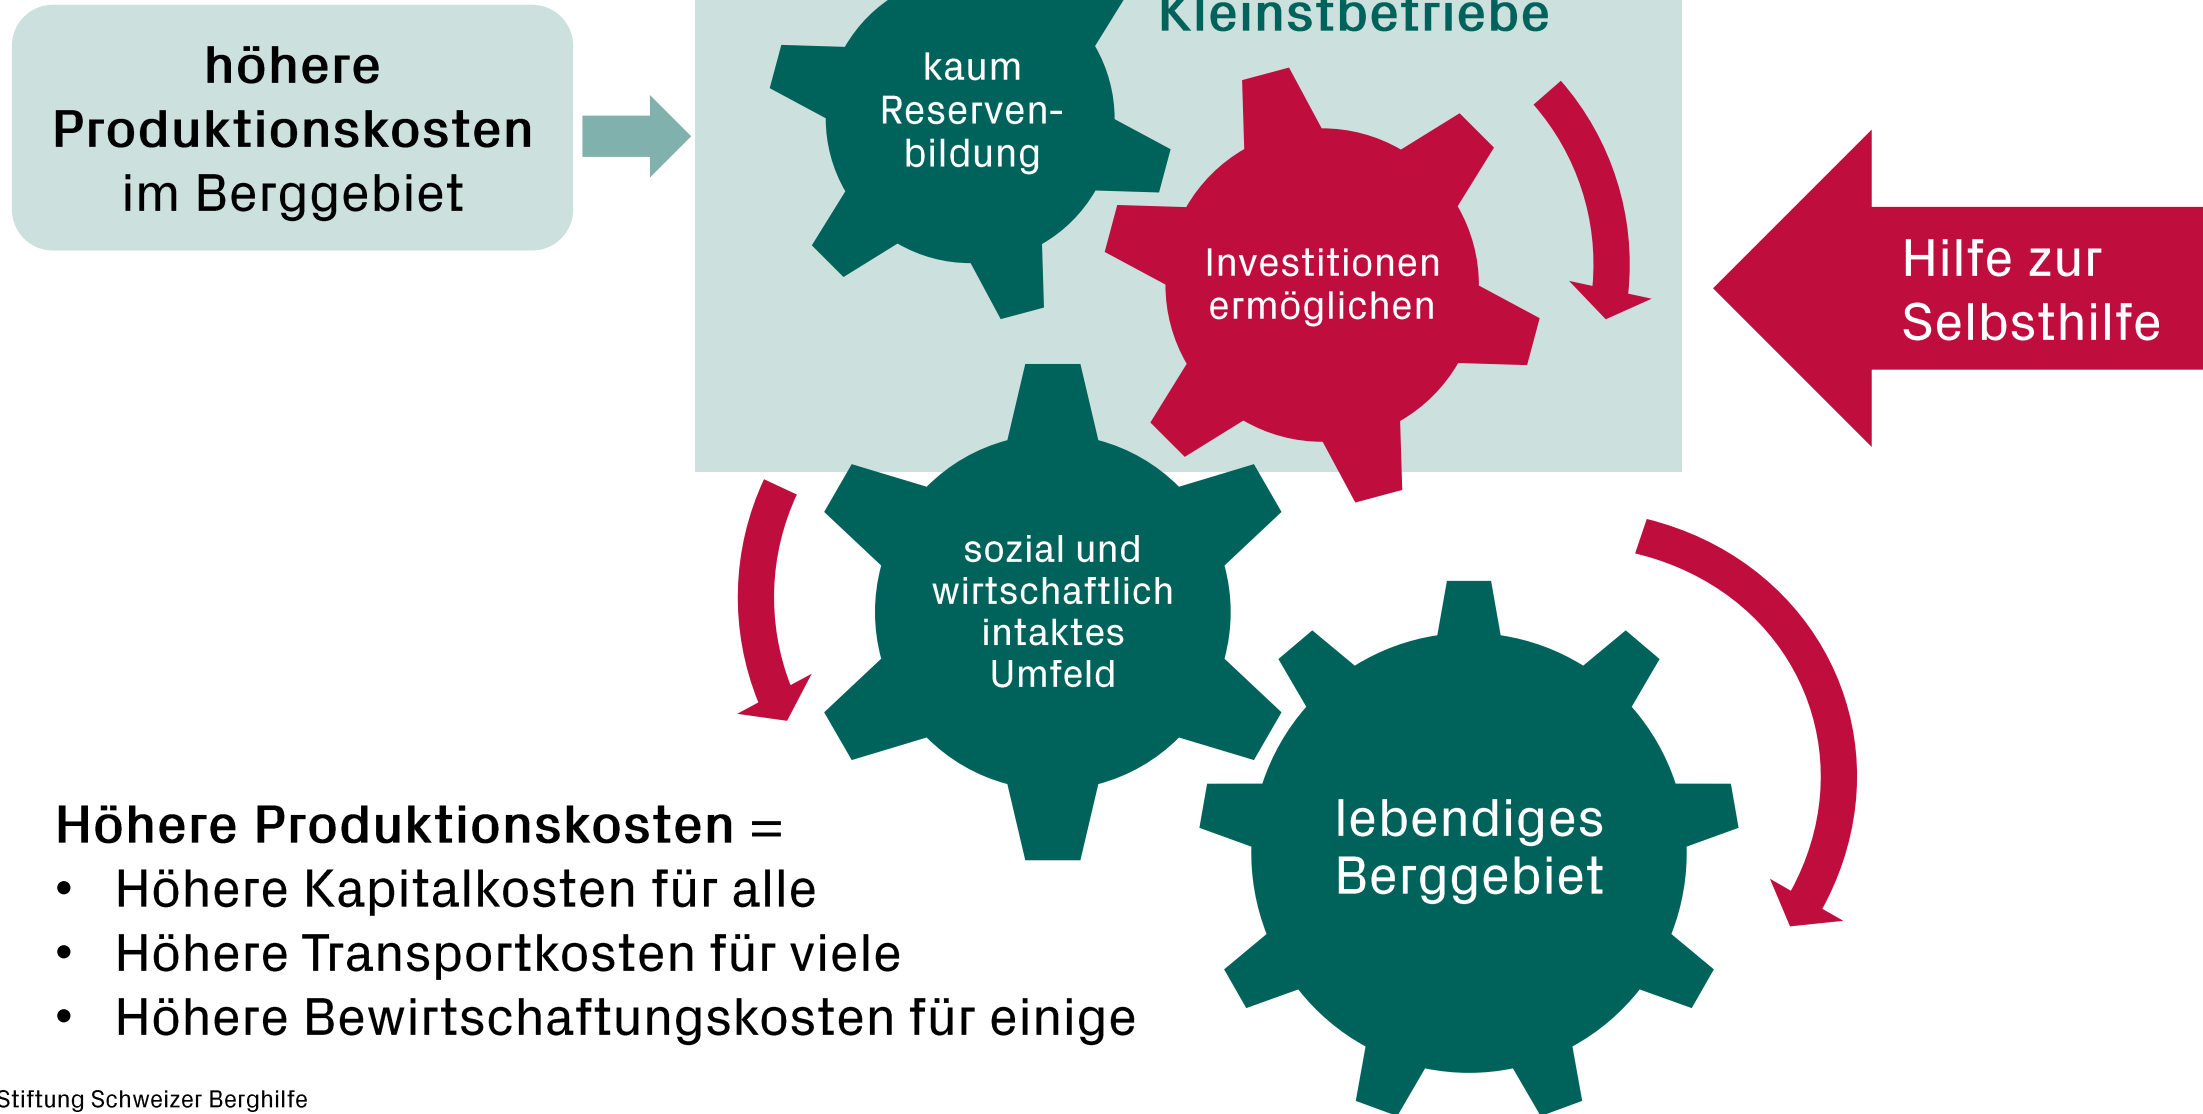 Kleinstbetriebe
höhere
Produktionskosten
im Berggebiet
kaum
Reserven-
bildung
Investitionen
ermöglichen
Hilfe zur
Selbsthilfe
sozial und
wirtschaftlich
intaktes
Umfeld
lebendiges
Berggebiet
Höhere Produktionskosten =
• Höhere Kapitalkosten für alle
• Höhere Transportkosten für viele
• Höhere Bewirtschaftungskosten für einige
Stiftung Schweizer Berghilfe